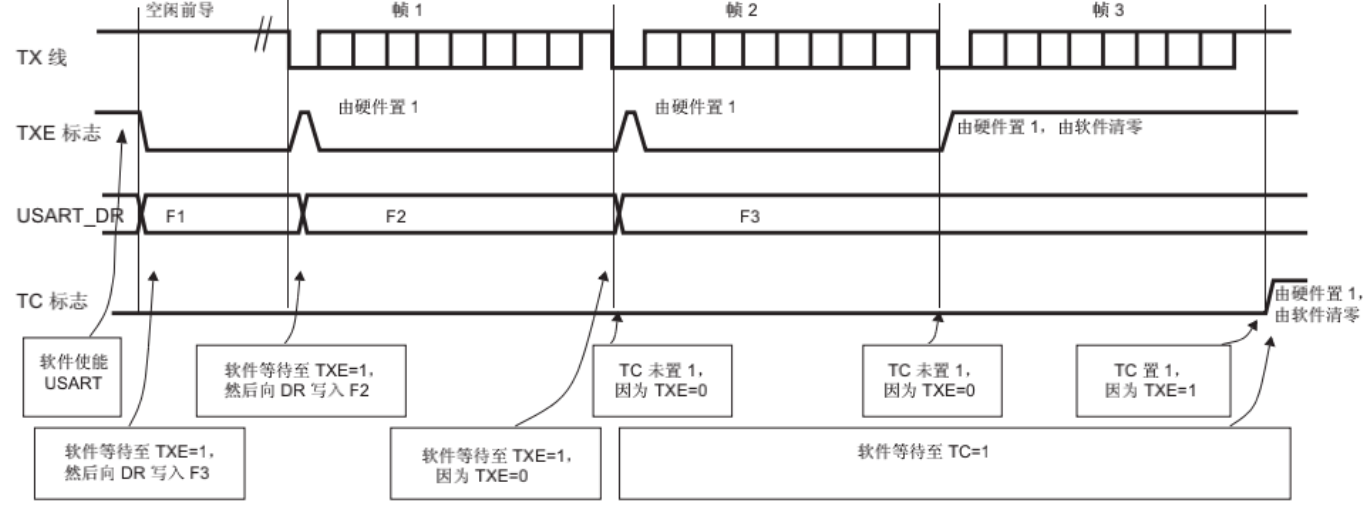 空闲前导
帧 1
帧 2
帧 3
TX 线
由硬件置 1
由硬件置 1
TXE 标志
由硬件置 1，由软件清零
USART_DR
F1
F2
F3
TC 标志
由硬件置 1，
由软件清零
软件使能
USART
软件等待至 TXE=1，
然后向 DR 写入 F2
TC 未置 1，
因为 TXE=0
TC 未置 1，
因为 TXE=0
TC 置 1，
因为 TXE=1
软件等待至 TXE=1，
然后向 DR 写入 F3
软件等待至 TXE=1，
因为 TXE=0
软件等待至 TC=1